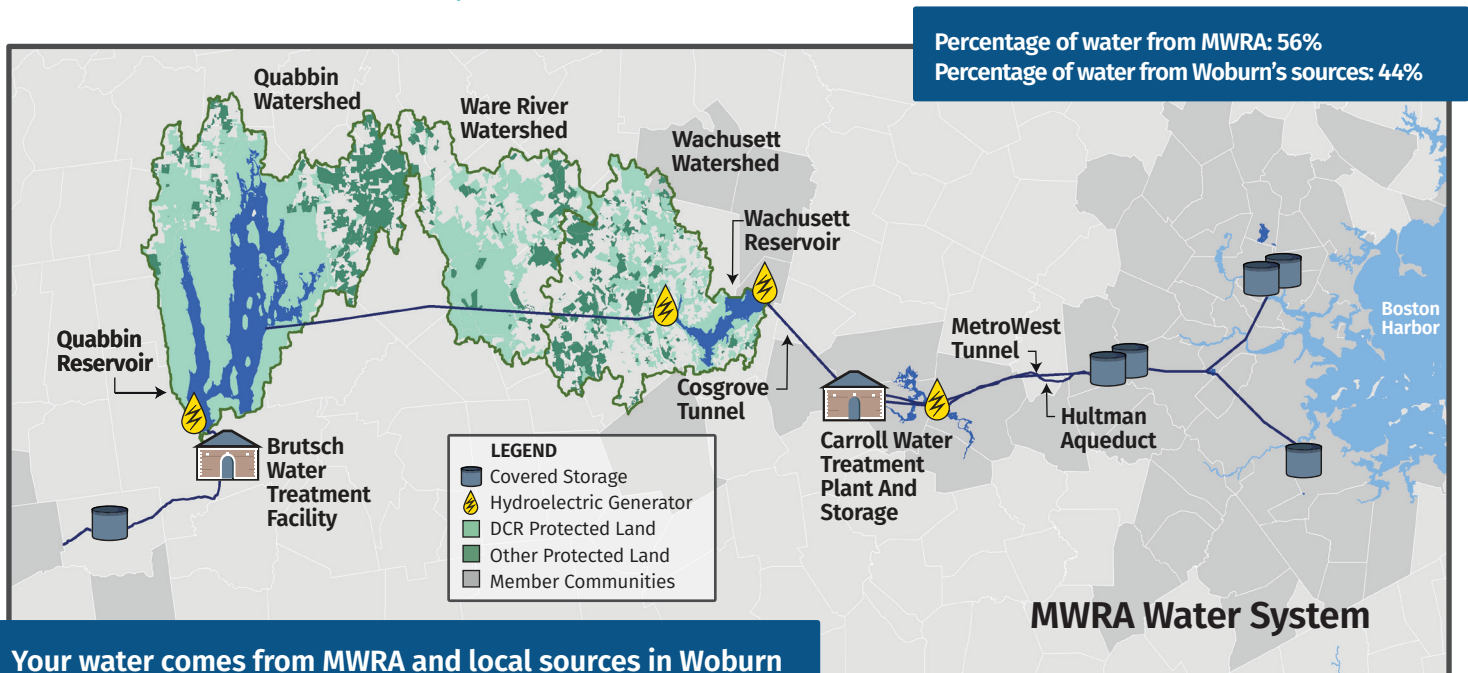 Percentage of water from MWRA: 56%
Percentage of water from Woburn's sources: 44%
Quabbin
Watershed
Ware River
Watershed
Wachusett
Watershed
Wachusett
Reservoir
Quabbin
Reservoir
Cosgrove
Tunnel
MetroWest
Tunnel
Hultman
Aqueduct
Boston
Harbor
Brutsch
Water
Treatment
Facility
Carroll Water
Treatment
Plant And
Storage
LEGEND
Covered Storage
Hydroelectric Generator
DCR Protected Land
Other Protected Land
Member Communities
MWRA Water System
Your water comes from MWRA and local sources in Woburn